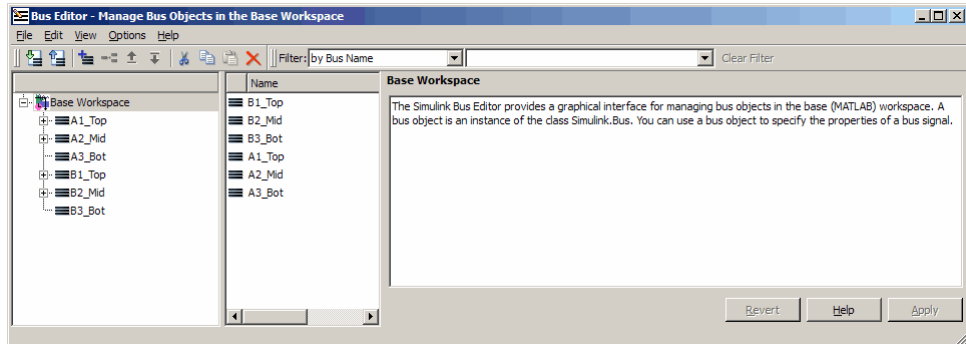 Bus Editor - Manage Bus Objects in the Base Workspace
File Edit View Options Help
Filter: by Bus Name Clear Filter
Name
Base Workspace
A1_Top
A2_Mid
A3_Bot
B1_Top
B2_Mid
B3_Bot
B1_Top
B2_Mid
B3_Bot
A1_Top
A2_Mid
A3_Bot
Base Workspace
The Simulink Bus Editor provides a graphical interface for managing bus objects in the base (MATLAB) workspace. A
bus object is an instance of the class Simulink.Bus. You can use a bus object to specify the properties of a bus signal.
Revert Help Apply